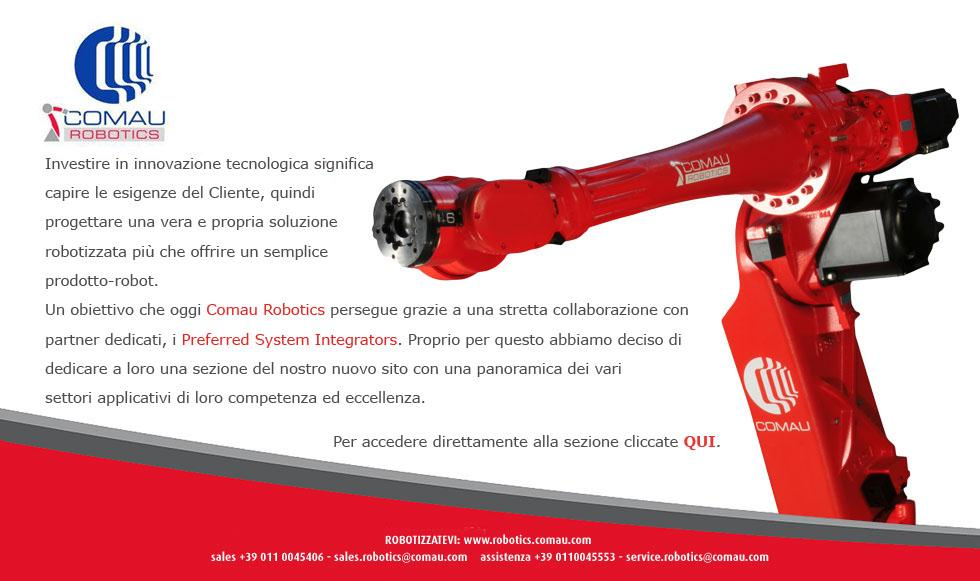 COMAU
ROBOTICS
Investire in innovazione tecnologica significa
capire le esigenze del Cliente, quindi
progettare una vera e propria soluzione
robotizzata più che offrire un semplice
prodotto-robot.
Un obiettivo che oggi Comau Robotics persegue grazie a una stretta collaborazione con
partner dedicati, i Preferred System Integrators. Proprio per questo abbiamo deciso di
dedicare a loro una sezione del nostro nuovo sito con una panoramica dei vari
settori applicativi di loro competenza ed eccellenza.
Per accedere direttamente alla sezione cliccate QUI.
COMAU
ROBOTICS
6
COMAU
ROBOTIZZATEVI: www.robotics.comau.com
sales +39 011 0045406 - sales.robotics@comau.com assistenza +39 0110045553 - service.robotics@comau.com